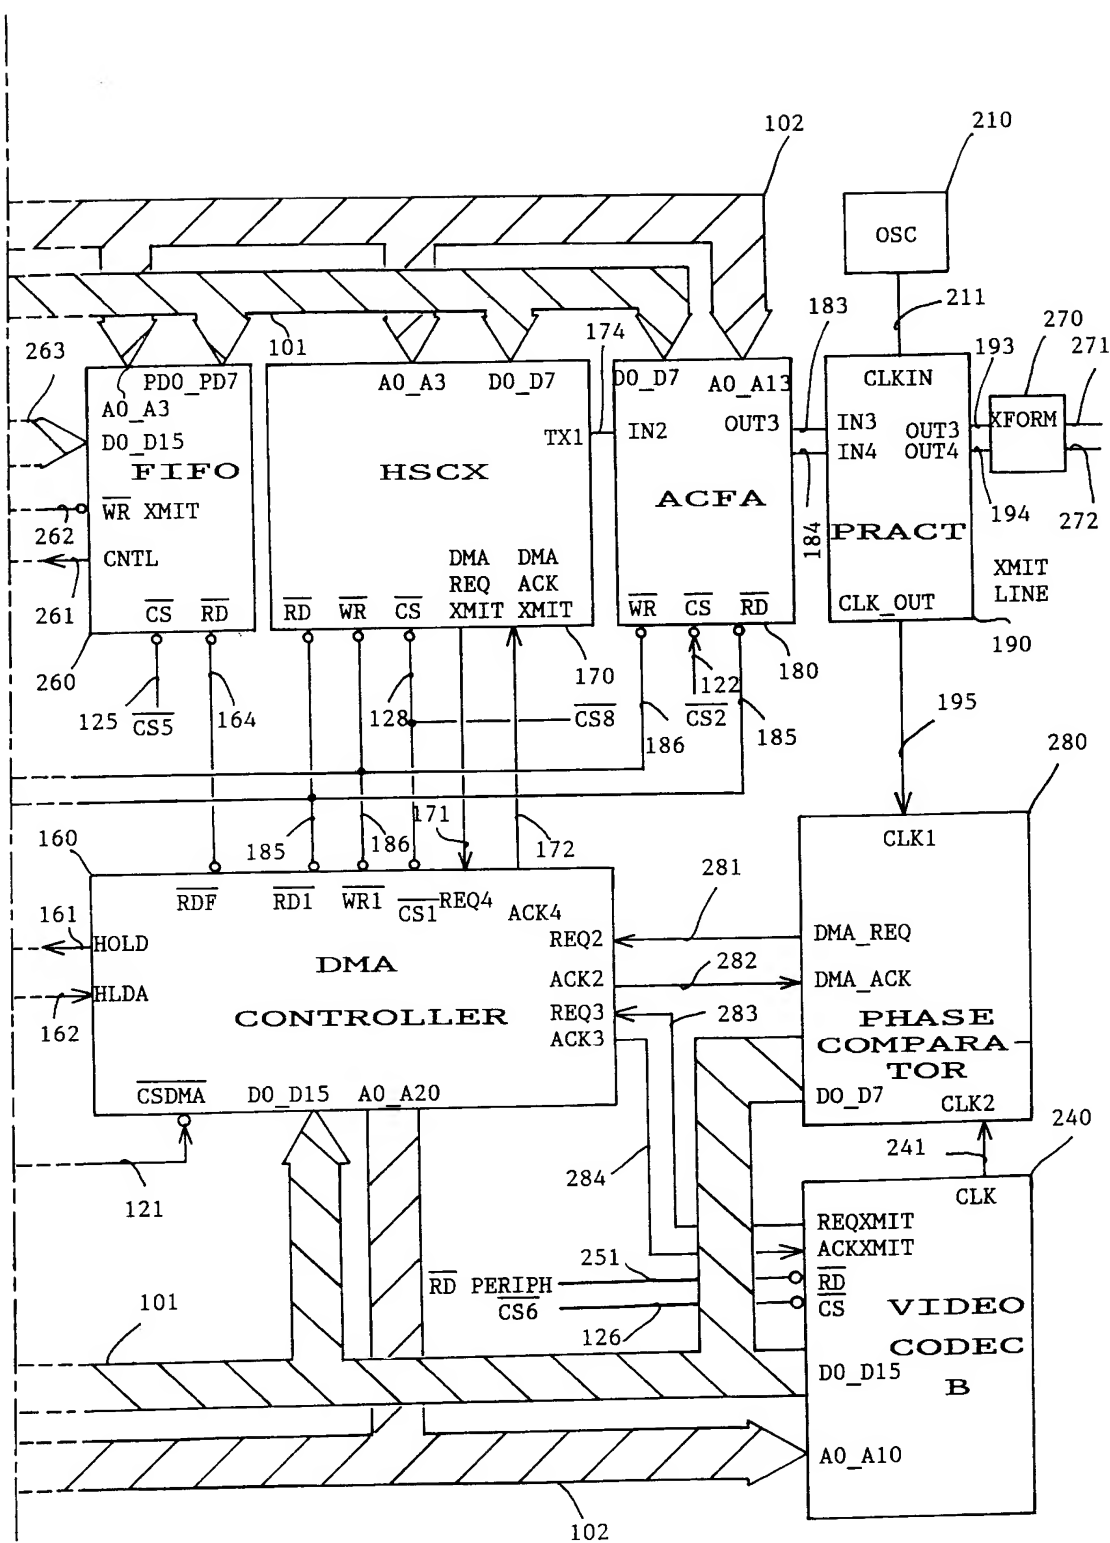 102
210
OSC
211
183
270
193
271
174
263
101
PD0_PD7
A0_A3
D0_D15
FIFO
WR XMIT
262
CNTL
261
CS RD
260
125
CS5
164
A0_A3 D0_D7
TX1
HSCX
DMA DMA
REQ ACK
RD WR CS XMIT XMIT
170
128
CS8
D0_D7 A0_A13
IN2
OUT3
ACFA
WR CS RD
180
122
CS2
186
185
184
CLKIN
IN3
IN4
OUT3
OUT4
PRACT
CLK_OUT
190
XFORM
194
272
XMIT
LINE
195
280
160
185
186
171
172
RDF RD1 WR1 CS1 REQ4 ACK4
161
HOLD
HLDA
162
DMA
CONTROLLER
REQ2
ACK2
REQ3
ACK3
CSDMA D0_D15 A0_A20
121
281
282
283
284
CLK1
DMA_REQ
DMA_ACK
PHASE
COMPARA-
TOR
D0_D7
CLK2
241
240
CLK
REQXMIT
ACKXMIT
RD
CS
VIDEO
CODEC
B
D0_D15
A0_A10
251
RD PERIPH
CS6
126
101
102